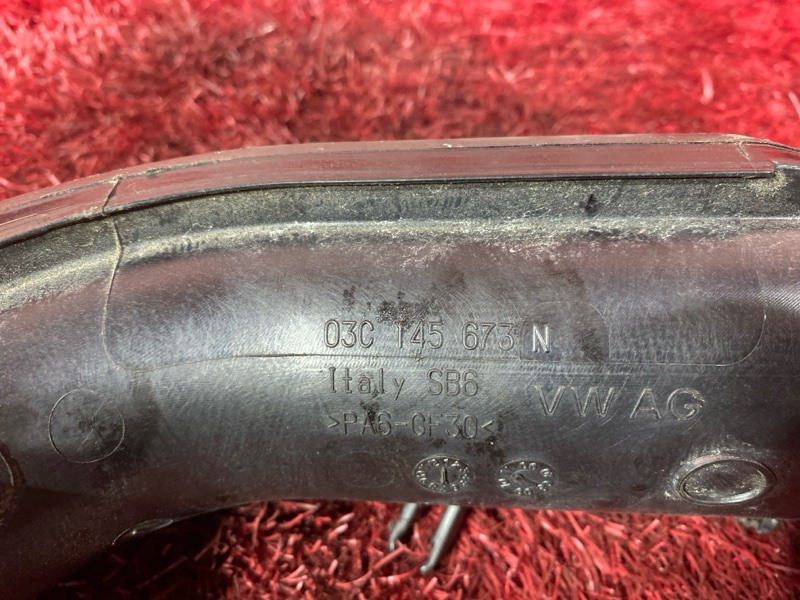 03C 145 673 N
Italy SB6
VW AG
>PA6-GF30<